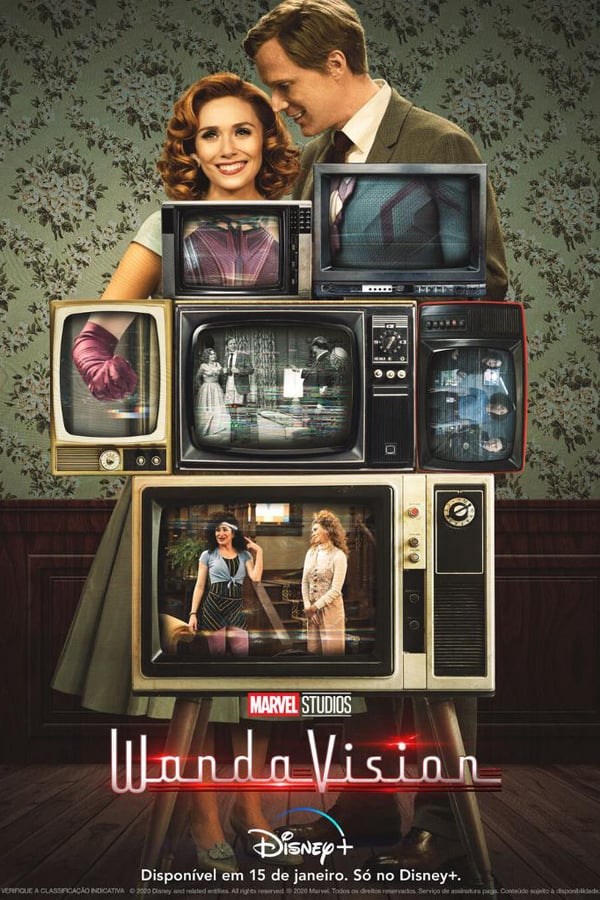 MARVEL STUDIOS
WandaVision
Disney+
Disponível em 15 de janeiro. Só no Disney+.
VERIFIQUE A CLASSIFICAÇÃO INDICATIVA © 2020 Disney and related entities. All rights reserved. © 2020 Marvel. Todos os direitos reservados. Serviço de assinatura paga. Conteúdo sujeito à disponibilidade.